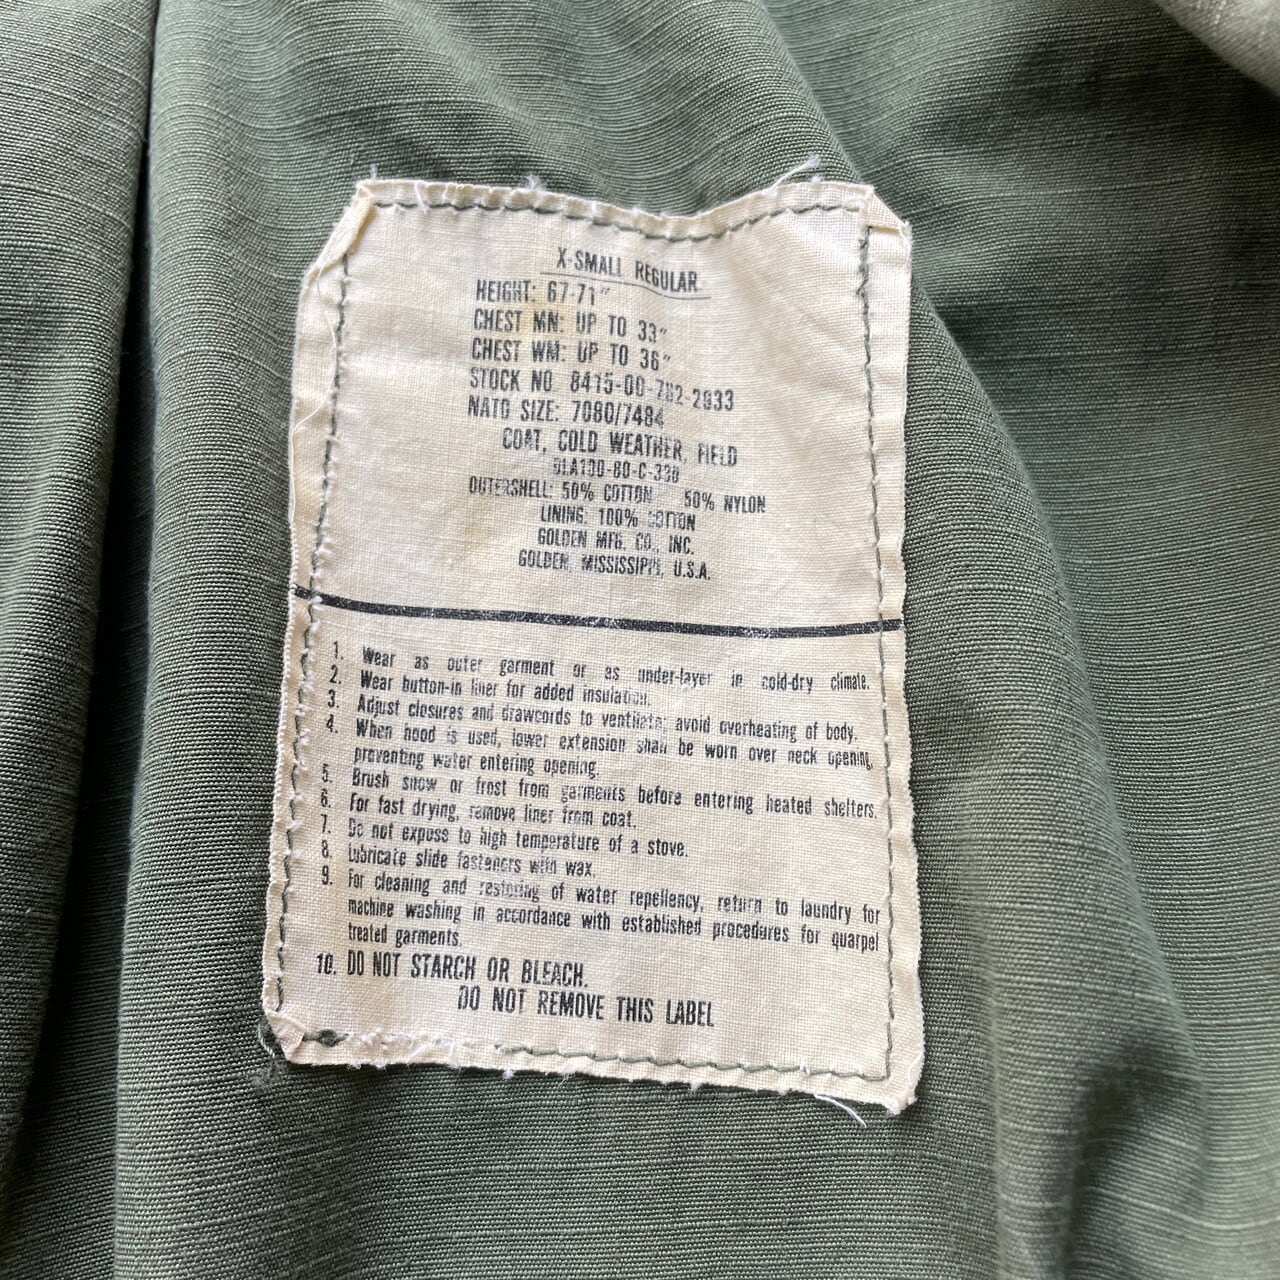 X-SMALL REGULAR
HEIGHT: 67-71"
CHEST MN: UP TO 33"
CHEST WM: UP TO 36"
STOCK NO. 8415-00-782-2933
NATO SIZE: 7080/7484
COAT, COLD WEATHER, FIELD
DLA100-80-C-330
OUTERSHELL: 50% COTTON 50% NYLON
LINING: 100% COTTON
GOLDEN MFG. CO., INC.
GOLDEN, MISSISSIPPI, U.S.A.
1. Wear as outer garment or as under-layer in cold-dry climate.
2. Wear button-in liner for added insulation.
3. Adjust closures and drawcords to ventilate; avoid overheating of body.
4. When hood is used, lower extension shall be worn over neck opening,
preventing water entering opening.
5. Brush snow or frost from garments before entering heated shelters.
6. For fast drying, remove liner from coat.
7. Do not expose to high temperature of a stove.
8. Lubricate slide fasteners with wax.
9. For cleaning and restoring of water repellency, return to laundry for
machine washing in accordance with established procedures for quarpel
treated garments.
10. DO NOT STARCH OR BLEACH.
DO NOT REMOVE THIS LABEL